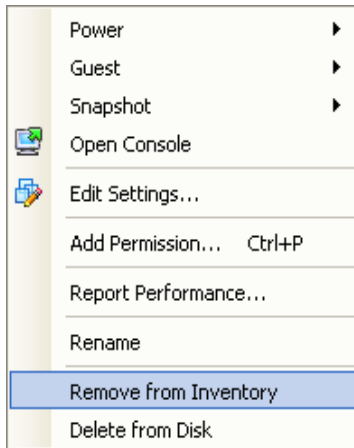 Power
Guest
Snapshot
Open Console
Edit Settings...
Add Permission... Ctrl+P
Report Performance...
Rename
Remove from Inventory
Delete from Disk